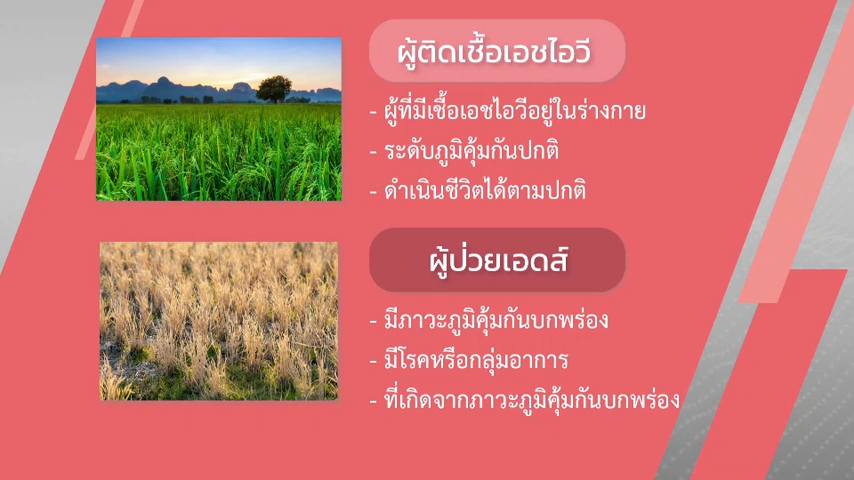 ผู้ติดเชื้อเอชไอวี
- ผู้ที่มีเชื้อเอชไอวีอยู่ในร่างกาย
- ระดับภูมิคุ้มกันปกติ
- ดำเนินชีวิตได้ตามปกติ
ผู้ป่วยเอดส์
- มีภาวะภูมิคุ้มกันบกพร่อง
- มีโรคหรือกลุ่มอาการ
- ที่เกิดจากภาวะภูมิคุ้มกันบกพร่อง